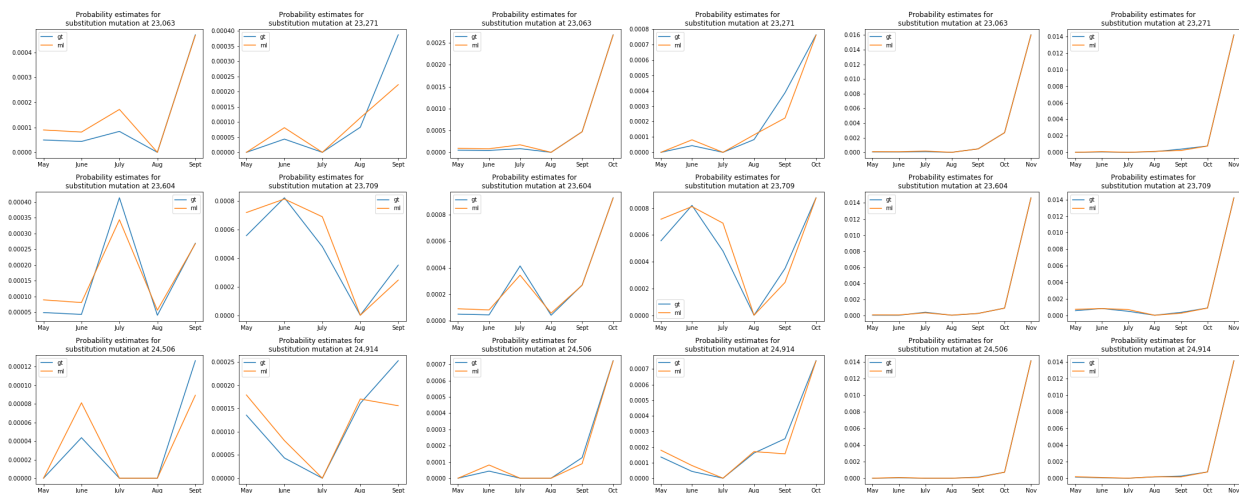 Probability estimates for
substitution mutation at 23,063
0.0004
0.0003
0.0002
0.0001
0.0000
gt
ml
May June July Aug Sept
Probability estimates for
substitution mutation at 23,271
0.00040
0.00035
0.00030
0.00025
0.00020
0.00015
0.00010
0.00005
0.00000
gt
ml
May June July Aug Sept
Probability estimates for
substitution mutation at 23,063
0.0025
0.0020
0.0015
0.0010
0.0005
0.0000
gt
ml
May June July Aug Sept Oct
Probability estimates for
substitution mutation at 23,271
0.0008
0.0007
0.0006
0.0005
0.0004
0.0003
0.0002
0.0001
0.0000
gt
ml
May June July Aug Sept Oct
Probability estimates for
substitution mutation at 23,063
0.016
0.014
0.012
0.010
0.008
0.006
0.004
0.002
0.000
gt
ml
May June July Aug Sept Oct Nov
Probability estimates for
substitution mutation at 23,271
0.014
0.012
0.010
0.008
0.006
0.004
0.002
0.000
gt
ml
May June July Aug Sept Oct Nov
Probability estimates for
substitution mutation at 23,604
0.00040
0.00035
0.00030
0.00025
0.00020
0.00015
0.00010
0.00005
gt
ml
May June July Aug Sept
Probability estimates for
substitution mutation at 23,709
0.0008
0.0007
0.0006
0.0005
0.0004
0.0003
0.0002
0.0001
0.0000
gt
ml
May June July Aug Sept
Probability estimates for
substitution mutation at 23,604
0.0008
0.0006
0.0004
0.0002
0.0000
gt
ml
May June July Aug Sept Oct
Probability estimates for
substitution mutation at 23,709
0.0008
0.0006
0.0004
0.0002
0.0000
gt
ml
May June July Aug Sept Oct
Probability estimates for
substitution mutation at 23,604
0.014
0.012
0.010
0.008
0.006
0.004
0.002
0.000
gt
ml
May June July Aug Sept Oct Nov
Probability estimates for
substitution mutation at 23,709
0.014
0.012
0.010
0.008
0.006
0.004
0.002
0.000
gt
ml
May June July Aug Sept Oct Nov
Probability estimates for
substitution mutation at 24,506
0.00012
0.00010
0.00008
0.00006
0.00004
0.00002
0.00000
gt
ml
May June July Aug Sept
Probability estimates for
substitution mutation at 24,914
0.00025
0.00020
0.00015
0.00010
0.00005
0.00000
gt
ml
May June July Aug Sept
Probability estimates for
substitution mutation at 24,506
0.0007
0.0006
0.0005
0.0004
0.0003
0.0002
0.0001
0.0000
gt
ml
May June July Aug Sept Oct
Probability estimates for
substitution mutation at 24,914
0.0007
0.0006
0.0005
0.0004
0.0003
0.0002
0.0001
0.0000
gt
ml
May June July Aug Sept Oct
Probability estimates for
substitution mutation at 24,506
0.014
0.012
0.010
0.008
0.006
0.004
0.002
0.000
gt
ml
May June July Aug Sept Oct Nov
Probability estimates for
substitution mutation at 24,914
0.014
0.012
0.010
0.008
0.006
0.004
0.002
0.000
gt
ml
May June July Aug Sept Oct Nov